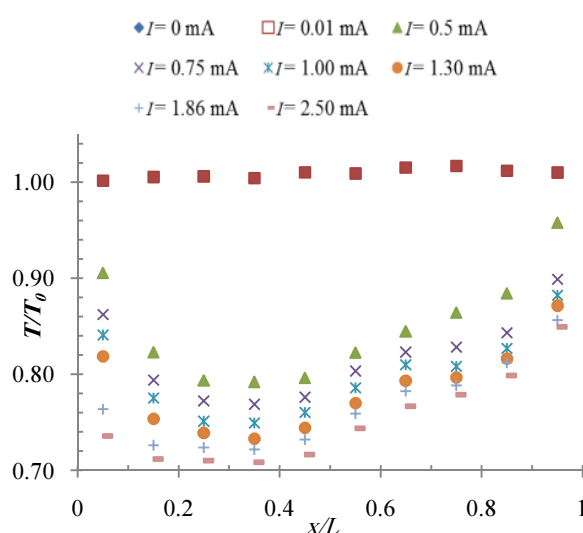 I= 0 mA I= 0.01 mA I= 0.5 mA
I= 0.75 mA I= 1.00 mA I= 1.30 mA
I= 1.86 mA I= 2.50 mA
1.00
0.90
T/T₀
0.80
0.70
0 0.2 0.4 0.6 0.8 1
x/L